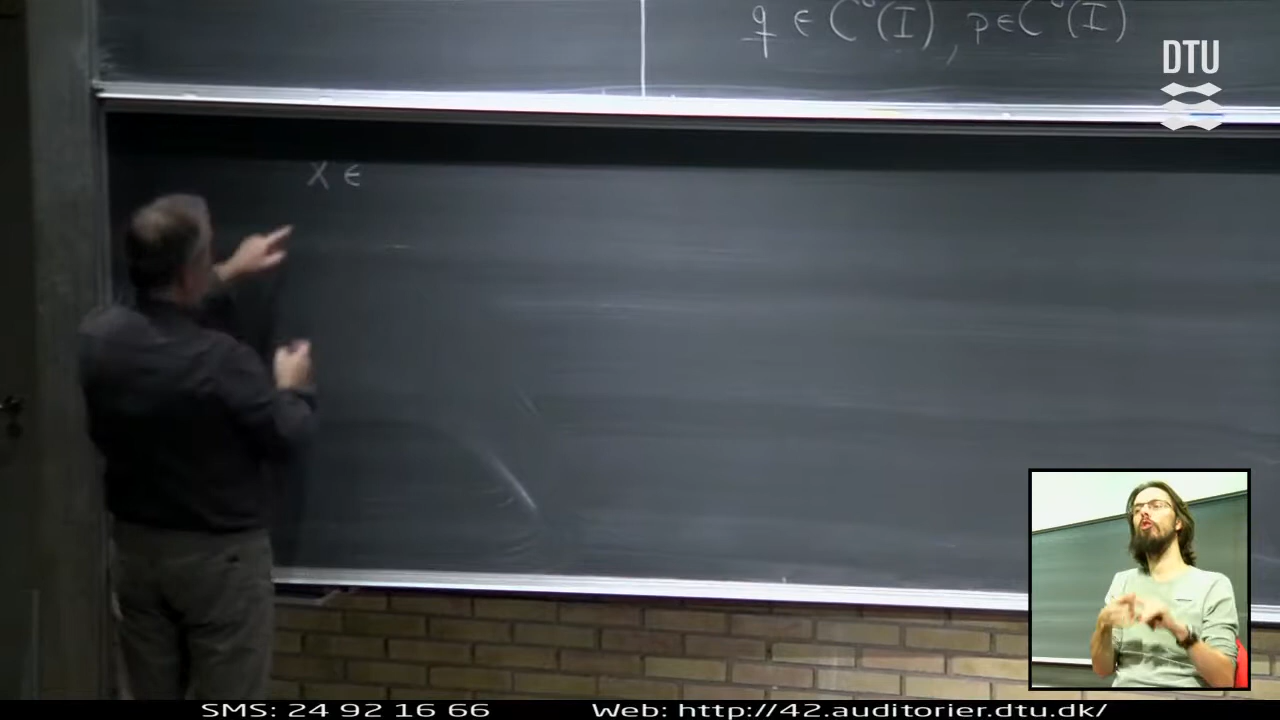 q ∈ C⁰(I), p ∈ C⁰(I)
DTU
X ∈
SMS: 24 92 16 66 Web: http://42.auditorier.dtu.dk/